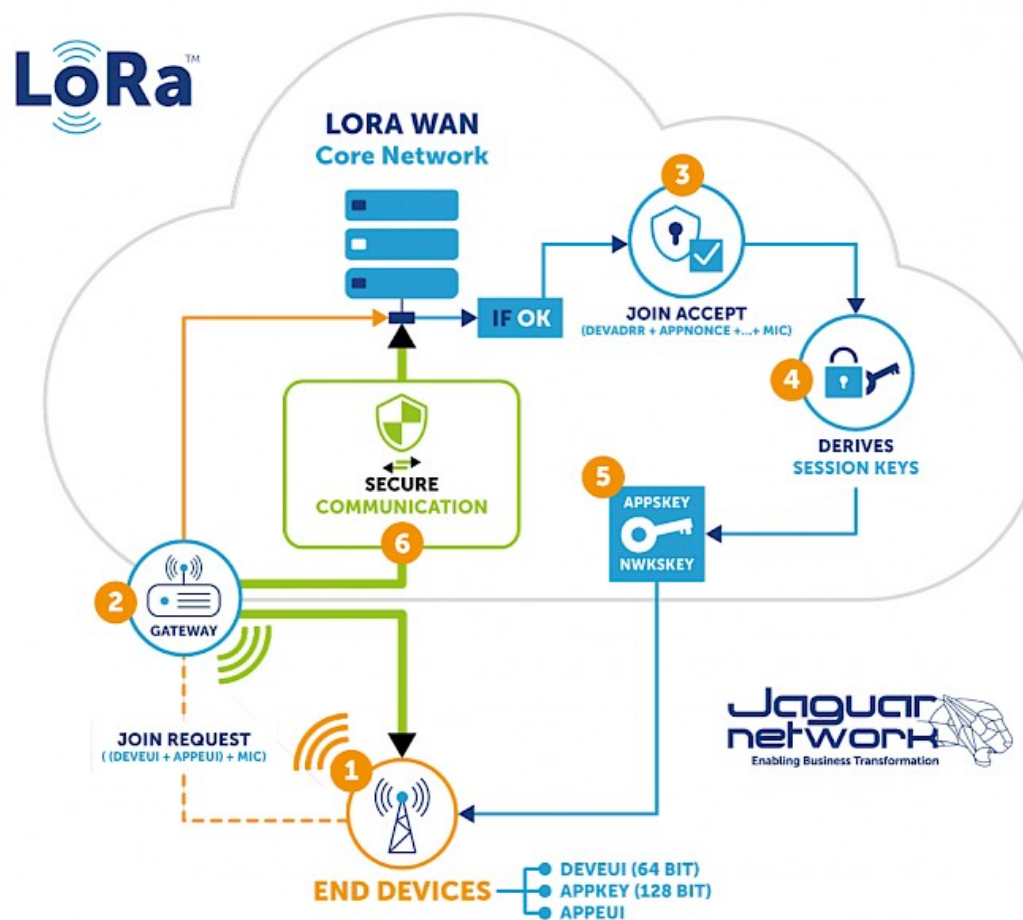 LoRa™
LORA WAN
Core Network
3
IF OK
JOIN ACCEPT
(DEVADRR + APPNONCE +...+ MIC)
4
DERIVES
SESSION KEYS
SECURE
COMMUNICATION
6
5
APPSKEY
NWKSKEY
2
GATEWAY
JOIN REQUEST
( (DEVEUI + APPEUI) + MIC)
1
Jaguar
network
Enabling Business Transformation
END DEVICES
DEVEUI (64 BIT)
APPKEY (128 BIT)
APPEUI